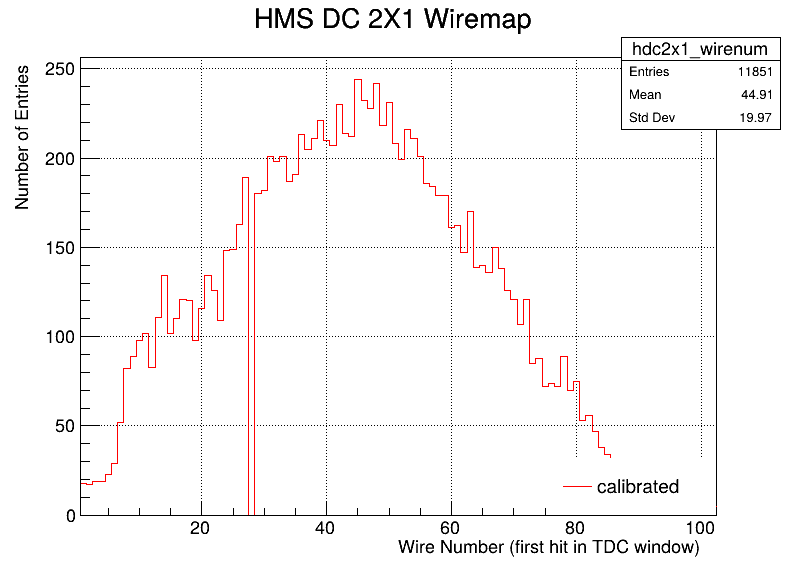 HMS DC 2X1 Wiremap
hdc2x1_wirenum
Entries 11851
Mean 44.91
Std Dev 19.97
Number of Entries
250
200
150
100
50
0
20 40 60 80 100
calibrated
Wire Number (first hit in TDC window)